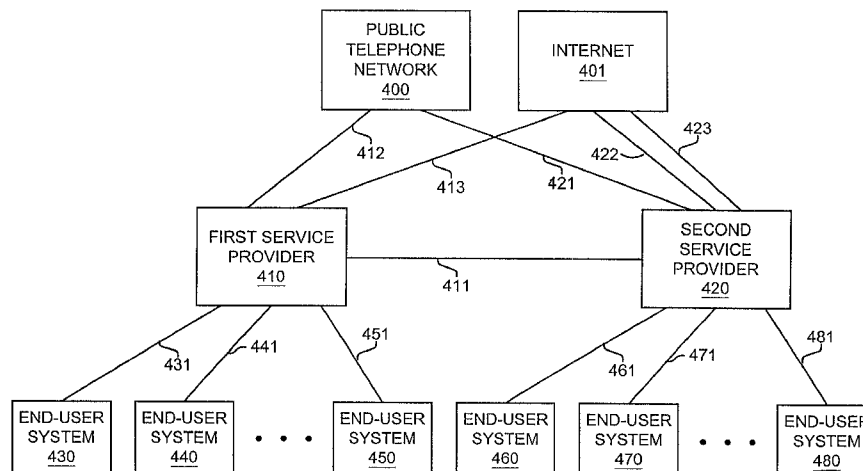 PUBLIC
TELEPHONE
NETWORK
400
INTERNET
401
412
413
421
422
423
FIRST SERVICE
PROVIDER
410
411
SECOND
SERVICE
PROVIDER
420
431
441
451
461
471
481
END-USER
SYSTEM
430
END-USER
SYSTEM
440
END-USER
SYSTEM
450
END-USER
SYSTEM
460
END-USER
SYSTEM
470
END-USER
SYSTEM
480